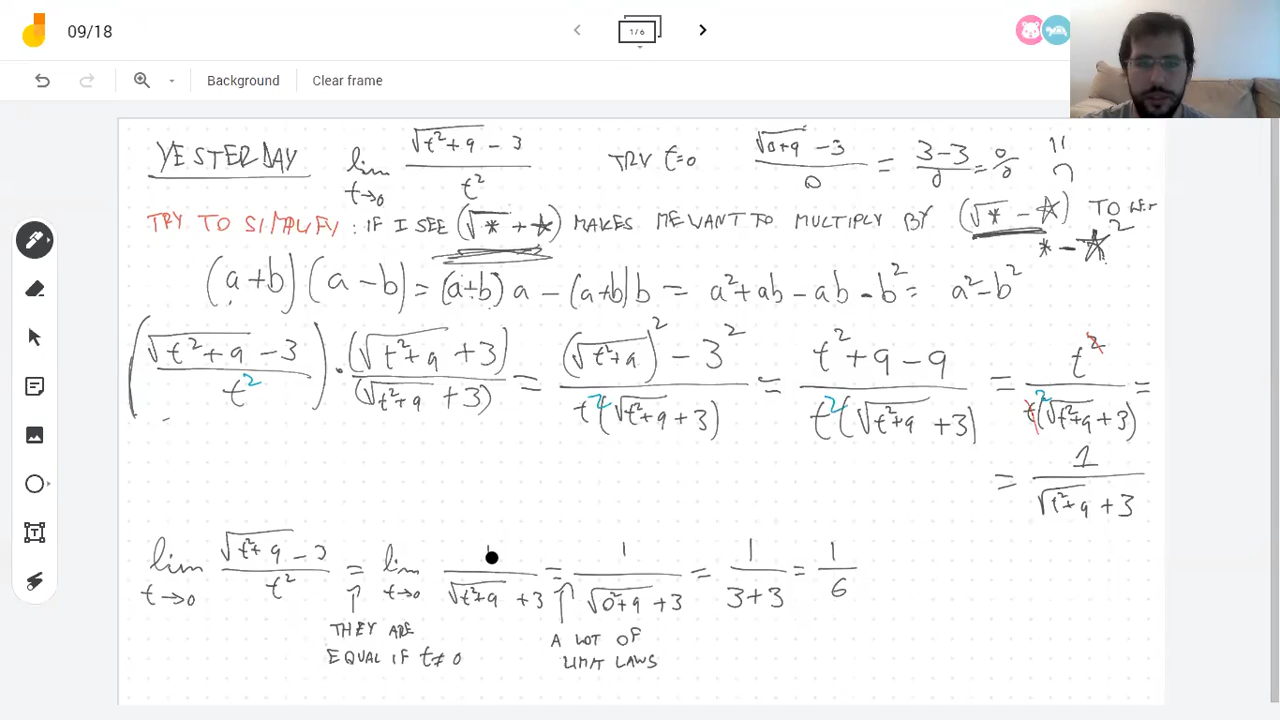 09/18
1/6
Background
Clear frame
YESTERDAY lim t→0 (√(t²+9) - 3)/t² TRY t=0 (√(0+9) - 3)/0 = (3-3)/0 = 0/0
TRY TO SIMPLIFY: IF I SEE (√* + ☆) MAKES ME WANT TO MULTIPLY BY (√* - ☆) TO
* - ☆²
(a+b)(a-b) = (a+b)a - (a+b)b = a²+ab-ab-b² = a²-b²
((√(t²+9) - 3)/t²) · (√(t²+9) + 3)/(√(t²+9) + 3) = ((√(t²+9))² - 3²)/(t²(√(t²+9) + 3)) = (t²+9-9)/(t²(√(t²+9) + 3)) = t²/(t²(√(t²+9) + 3)) =
= 1/(√(t²+9) + 3)
lim t→0 (√(t²+9) - 3)/t² = lim t→0 1/(√(t²+9) + 3) = 1/(√(0²+9) + 3) = 1/(3+3) = 1/6
↑ THEY ARE
EQUAL IF t≠0
↑ A LOT OF
LIMIT LAWS